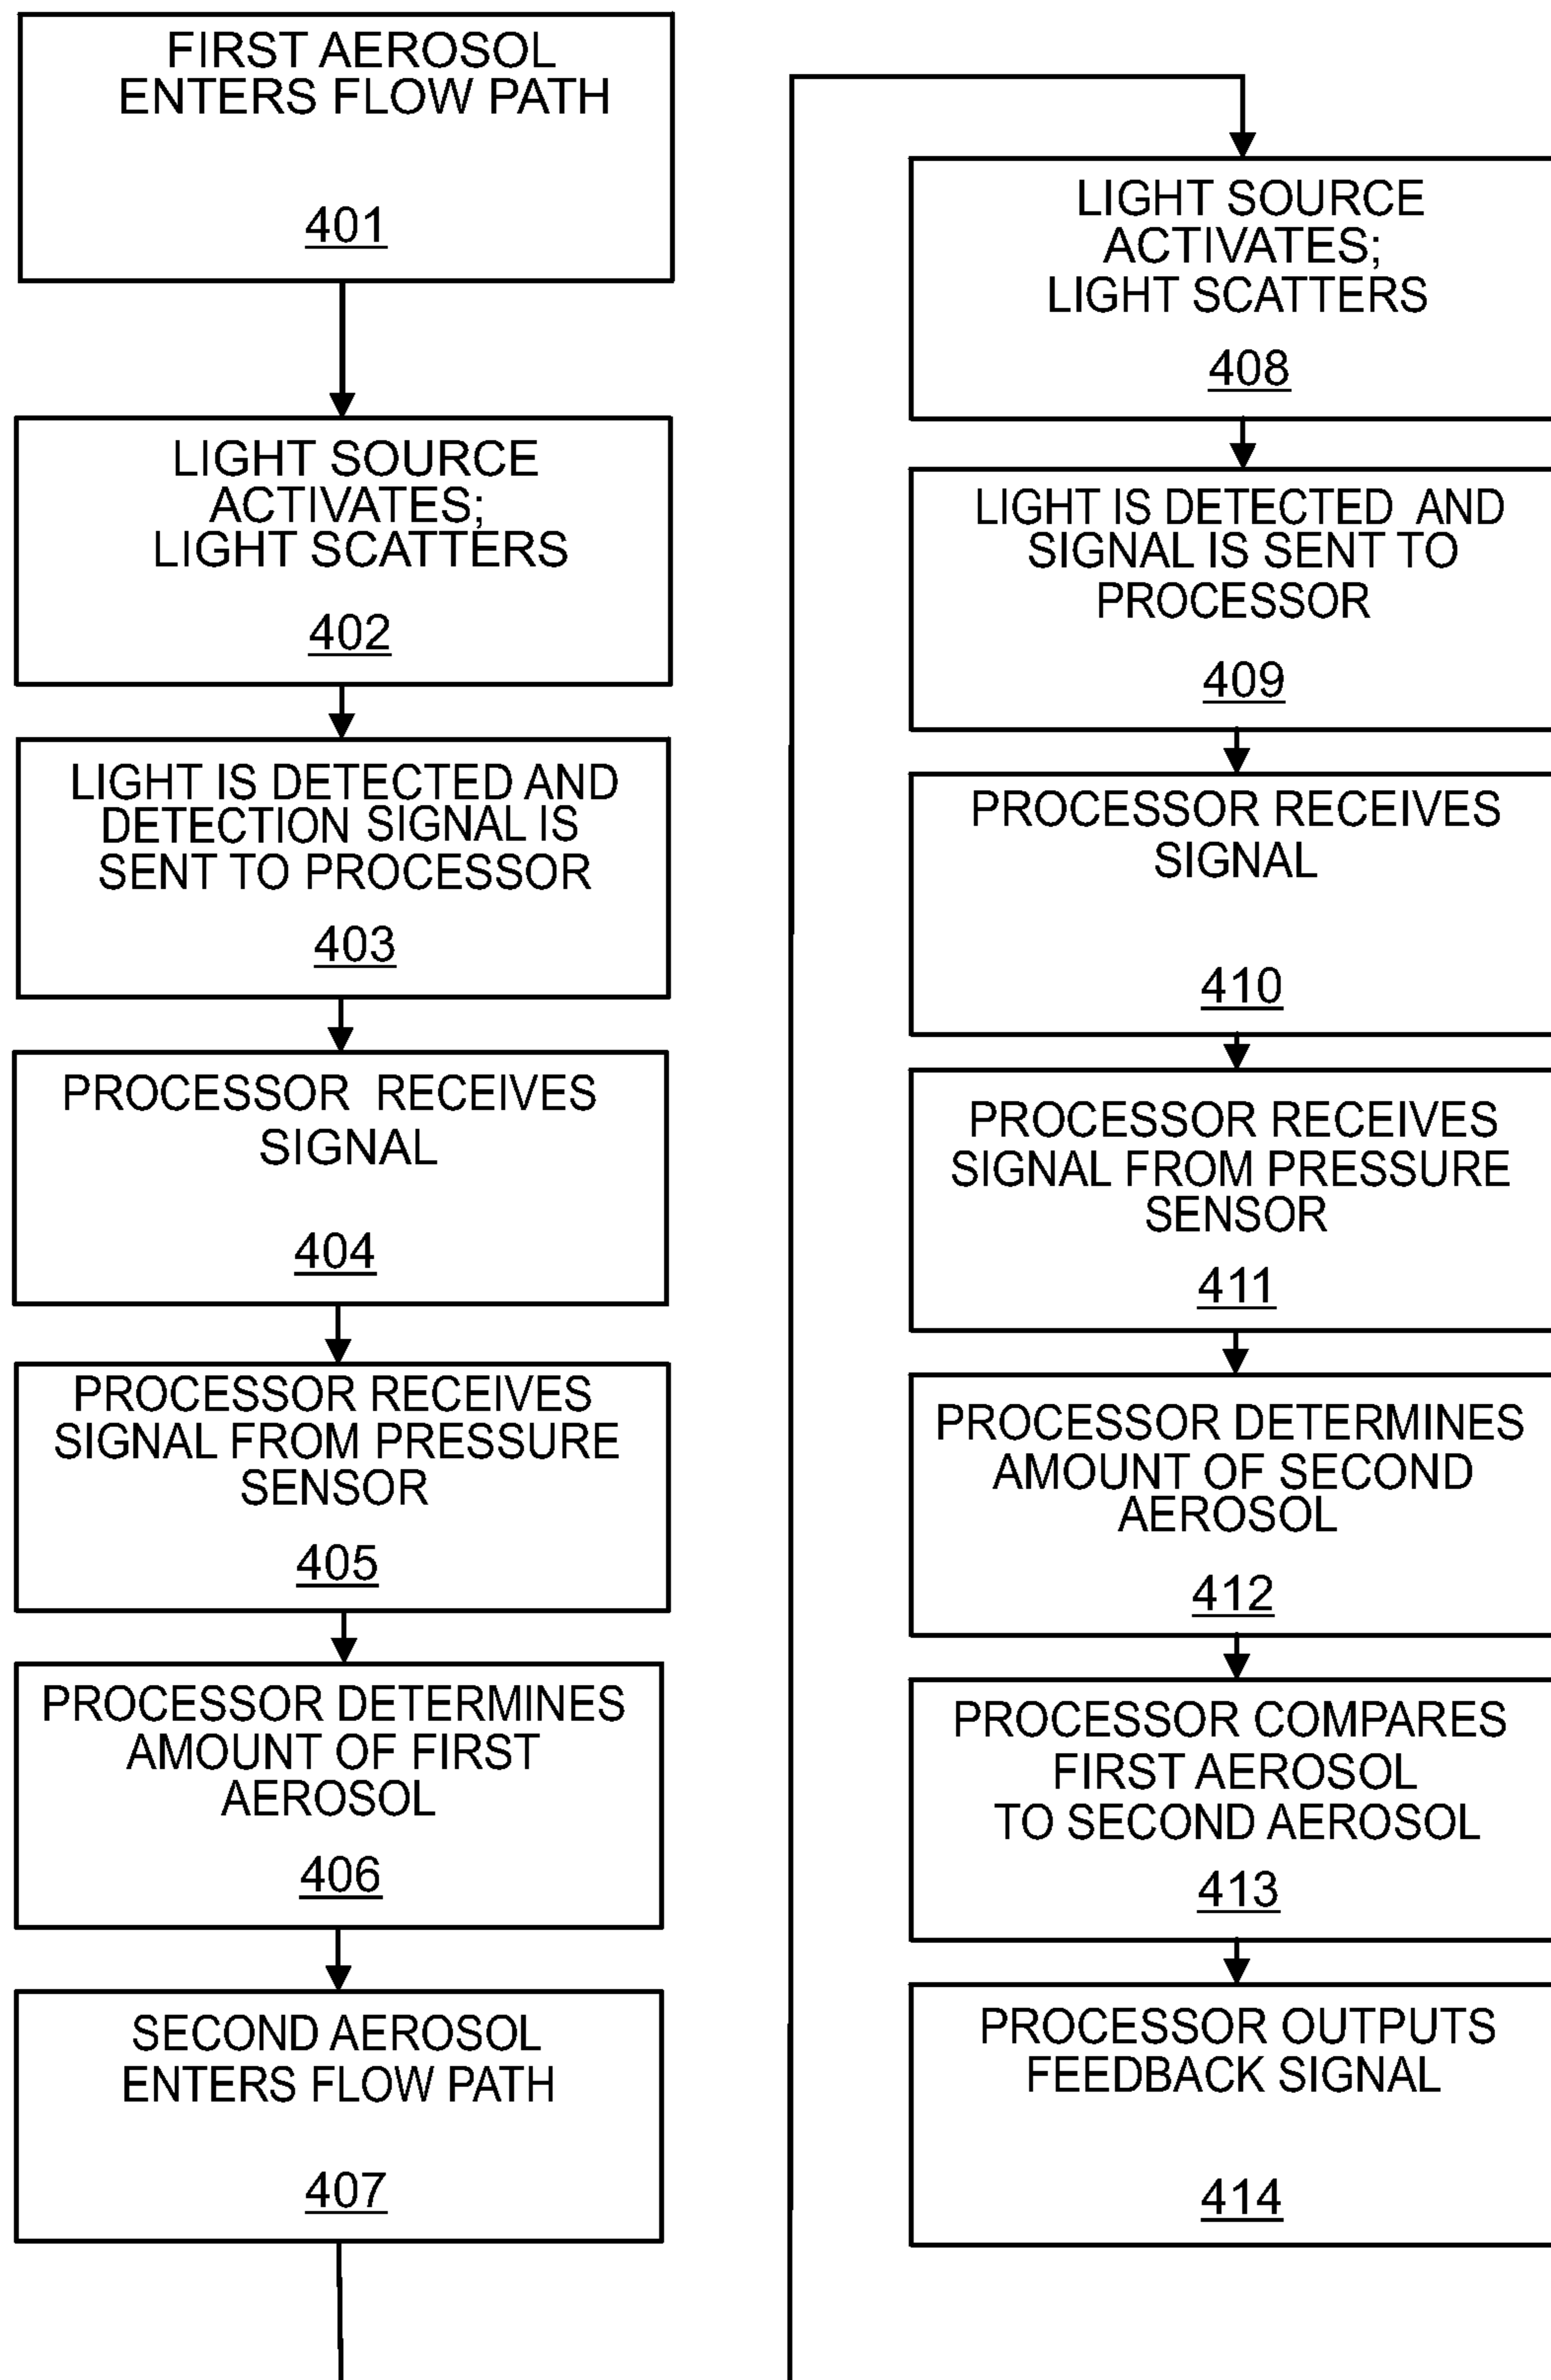 FIRST AEROSOL
ENTERS FLOW PATH
401
LIGHT SOURCE
ACTIVATES;
LIGHT SCATTERS
402
LIGHT IS DETECTED AND
DETECTION SIGNAL IS
SENT TO PROCESSOR
403
PROCESSOR RECEIVES
SIGNAL
404
PROCESSOR RECEIVES
SIGNAL FROM PRESSURE
SENSOR
405
PROCESSOR DETERMINES
AMOUNT OF FIRST
AEROSOL
406
SECOND AEROSOL
ENTERS FLOW PATH
407
LIGHT SOURCE
ACTIVATES;
LIGHT SCATTERS
408
LIGHT IS DETECTED AND
SIGNAL IS SENT TO
PROCESSOR
409
PROCESSOR RECEIVES
SIGNAL
410
PROCESSOR RECEIVES
SIGNAL FROM PRESSURE
SENSOR
411
PROCESSOR DETERMINES
AMOUNT OF SECOND
AEROSOL
412
PROCESSOR COMPARES
FIRST AEROSOL
TO SECOND AEROSOL
413
PROCESSOR OUTPUTS
FEEDBACK SIGNAL
414